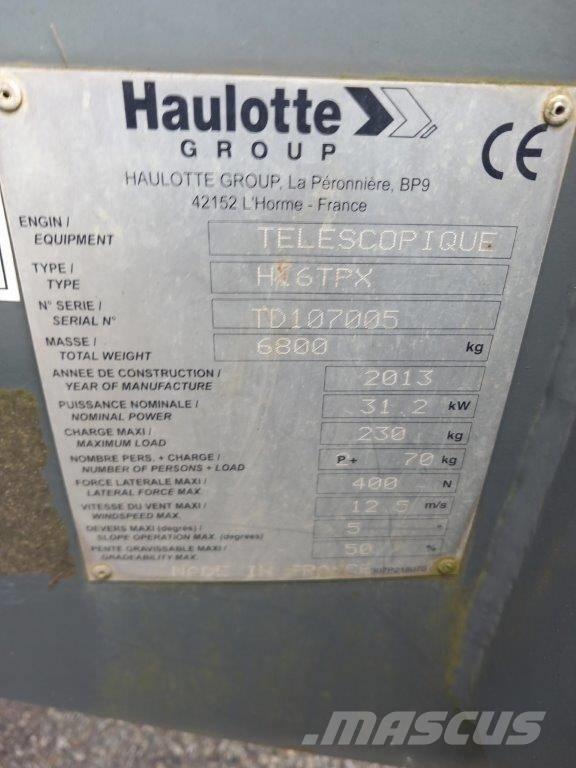 Haulotte
GROUP
CE
HAULOTTE GROUP, La Péronnière, BP9
42152 L'Horme - France
ENGIN /
EQUIPMENT
TELESCOPIQUE
TYPE /
TYPE
H16TPX
N° SERIE /
SERIAL N°
TD107005
MASSE /
TOTAL WEIGHT
6800 kg
ANNEE DE CONSTRUCTION /
YEAR OF MANUFACTURE
2013
PUISSANCE NOMINALE /
NOMINAL POWER
31.2 kW
CHARGE MAXI /
MAXIMUM LOAD
230 kg
NOMBRE PERS. + CHARGE /
NUMBER OF PERSONS + LOAD
P + 70 kg
FORCE LATERALE MAXI /
LATERAL FORCE MAX.
400 N
VITESSE DU VENT MAXI /
WINDSPEED MAX.
12.5 m/s
DEVERS MAXI (degrés) /
SLOPE OPERATION MAX. (degrees)
5 °
PENTE GRAVISSABLE MAXI /
GRADEABILITY MAX.
50 %
MADE IN FRANCE
MASCUS